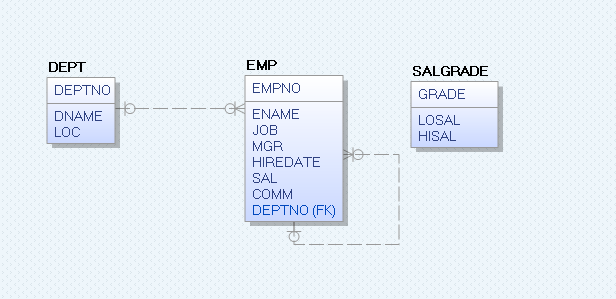 DEPT
DEPTNO
DNAME
LOC
EMP
EMPNO
ENAME
JOB
MGR
HIREDATE
SAL
COMM
DEPTNO (FK)
SALGRADE
GRADE
LOSAL
HISAL